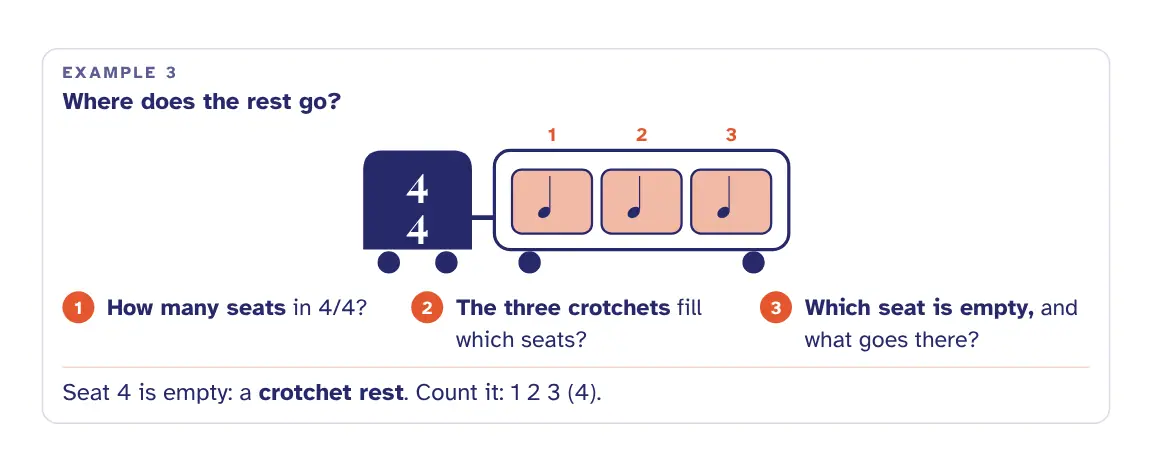 EXAMPLE 3
Where does the rest go?
1 2 3
4
4
1 How many seats in 4/4?
2 The three crotchets fill
which seats?
3 Which seat is empty, and
what goes there?
Seat 4 is empty: a crotchet rest. Count it: 1 2 3 (4).